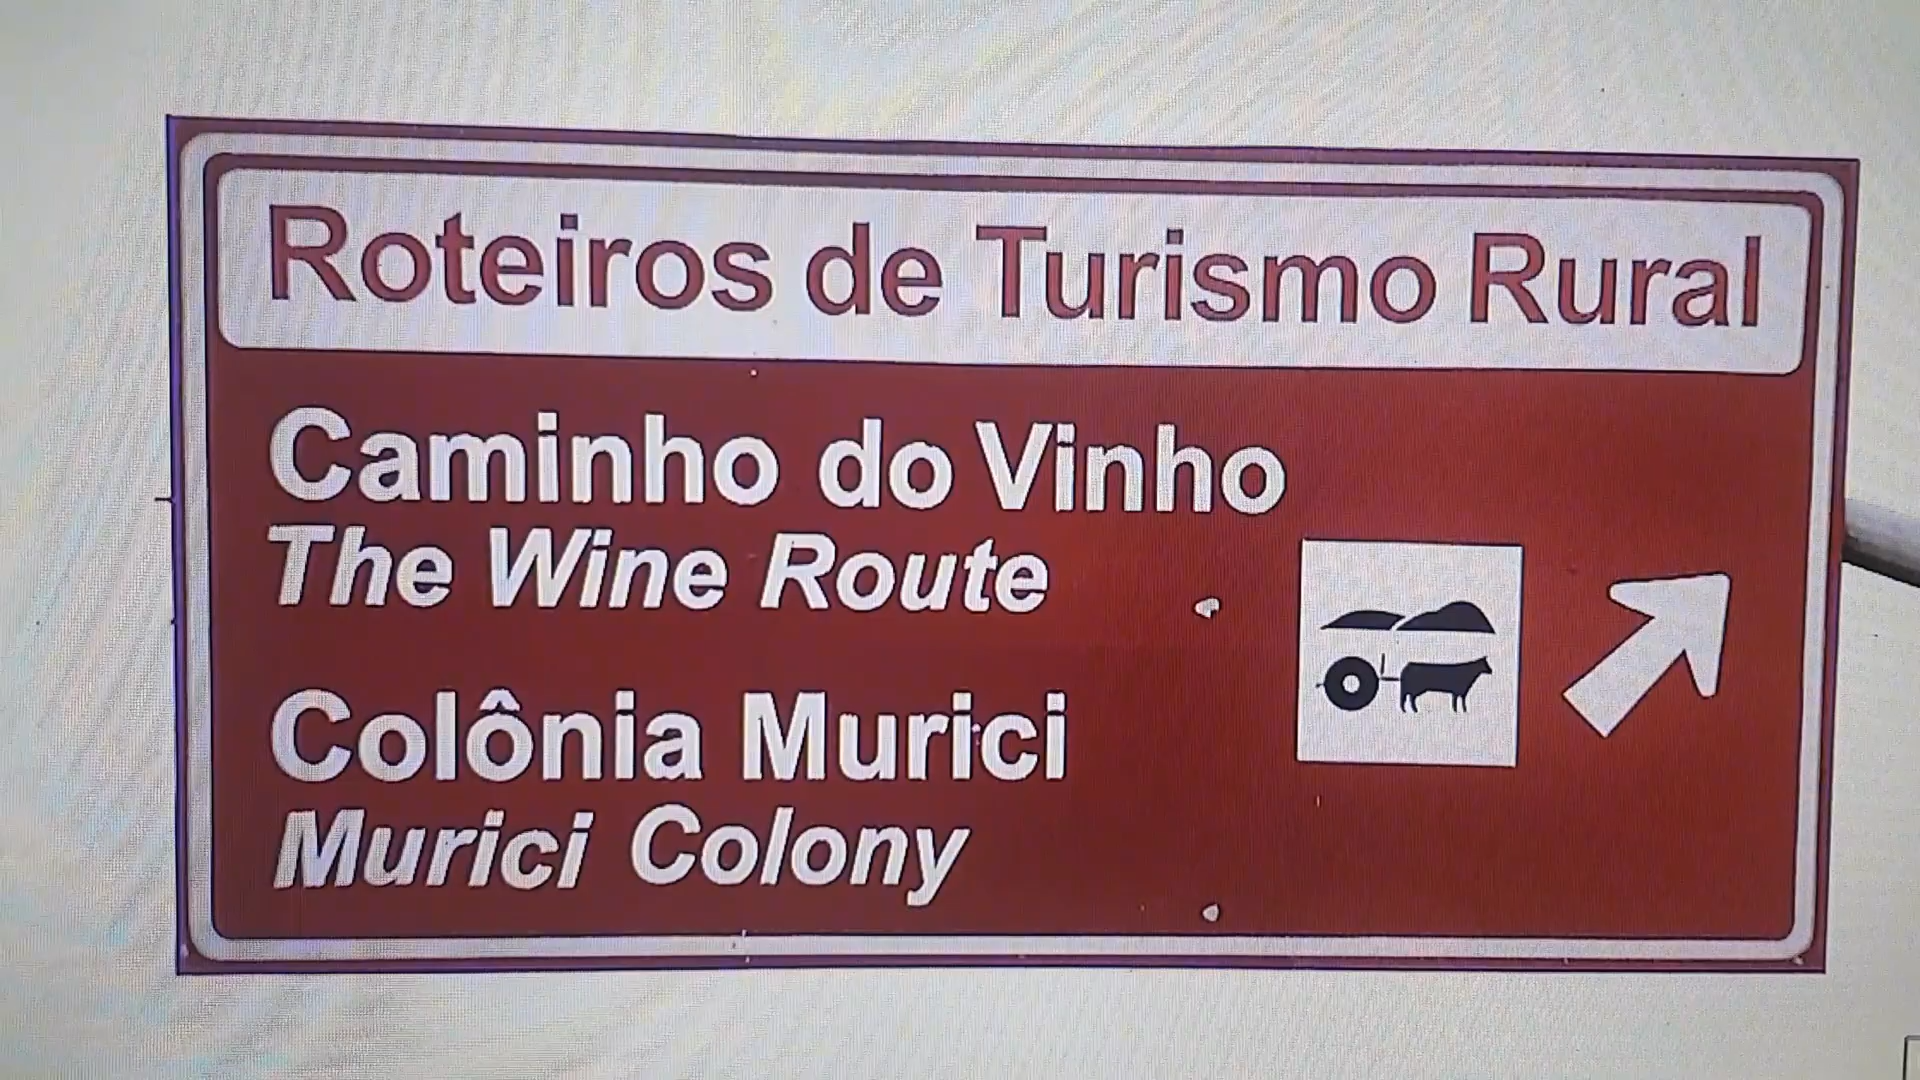 Roteiros de Turismo Rural
Caminho do Vinho
The Wine Route
Colônia Murici
Murici Colony